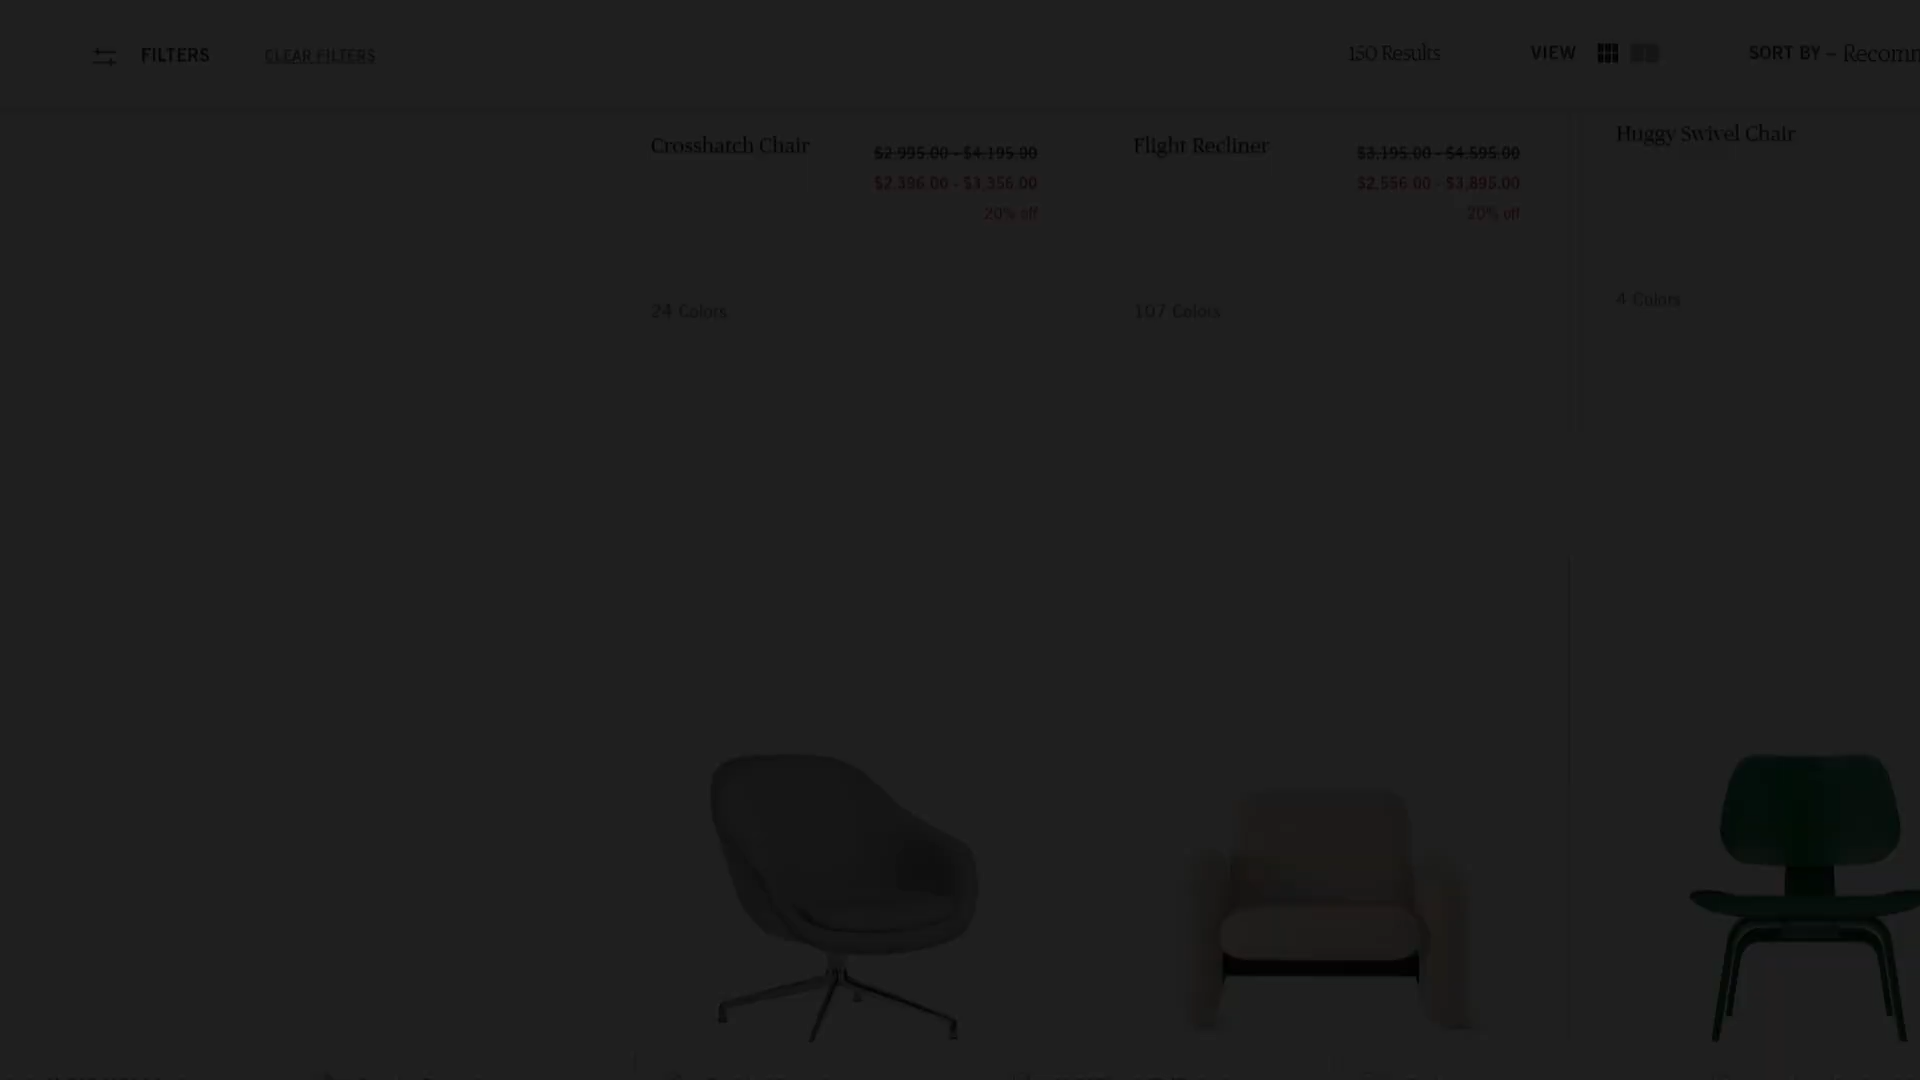 FILTERS
CLEAR FILTERS
150 Results
VIEW
SORT BY – Recomm
Crosshatch Chair
$2,995.00 - $4,195.00
$2,396.00 - $3,356.00
20% off
24 Colors
Flight Recliner
$3,195.00 - $4,595.00
$2,556.00 - $3,895.00
20% off
107 Colors
Huggy Swivel Chair
4 Colors